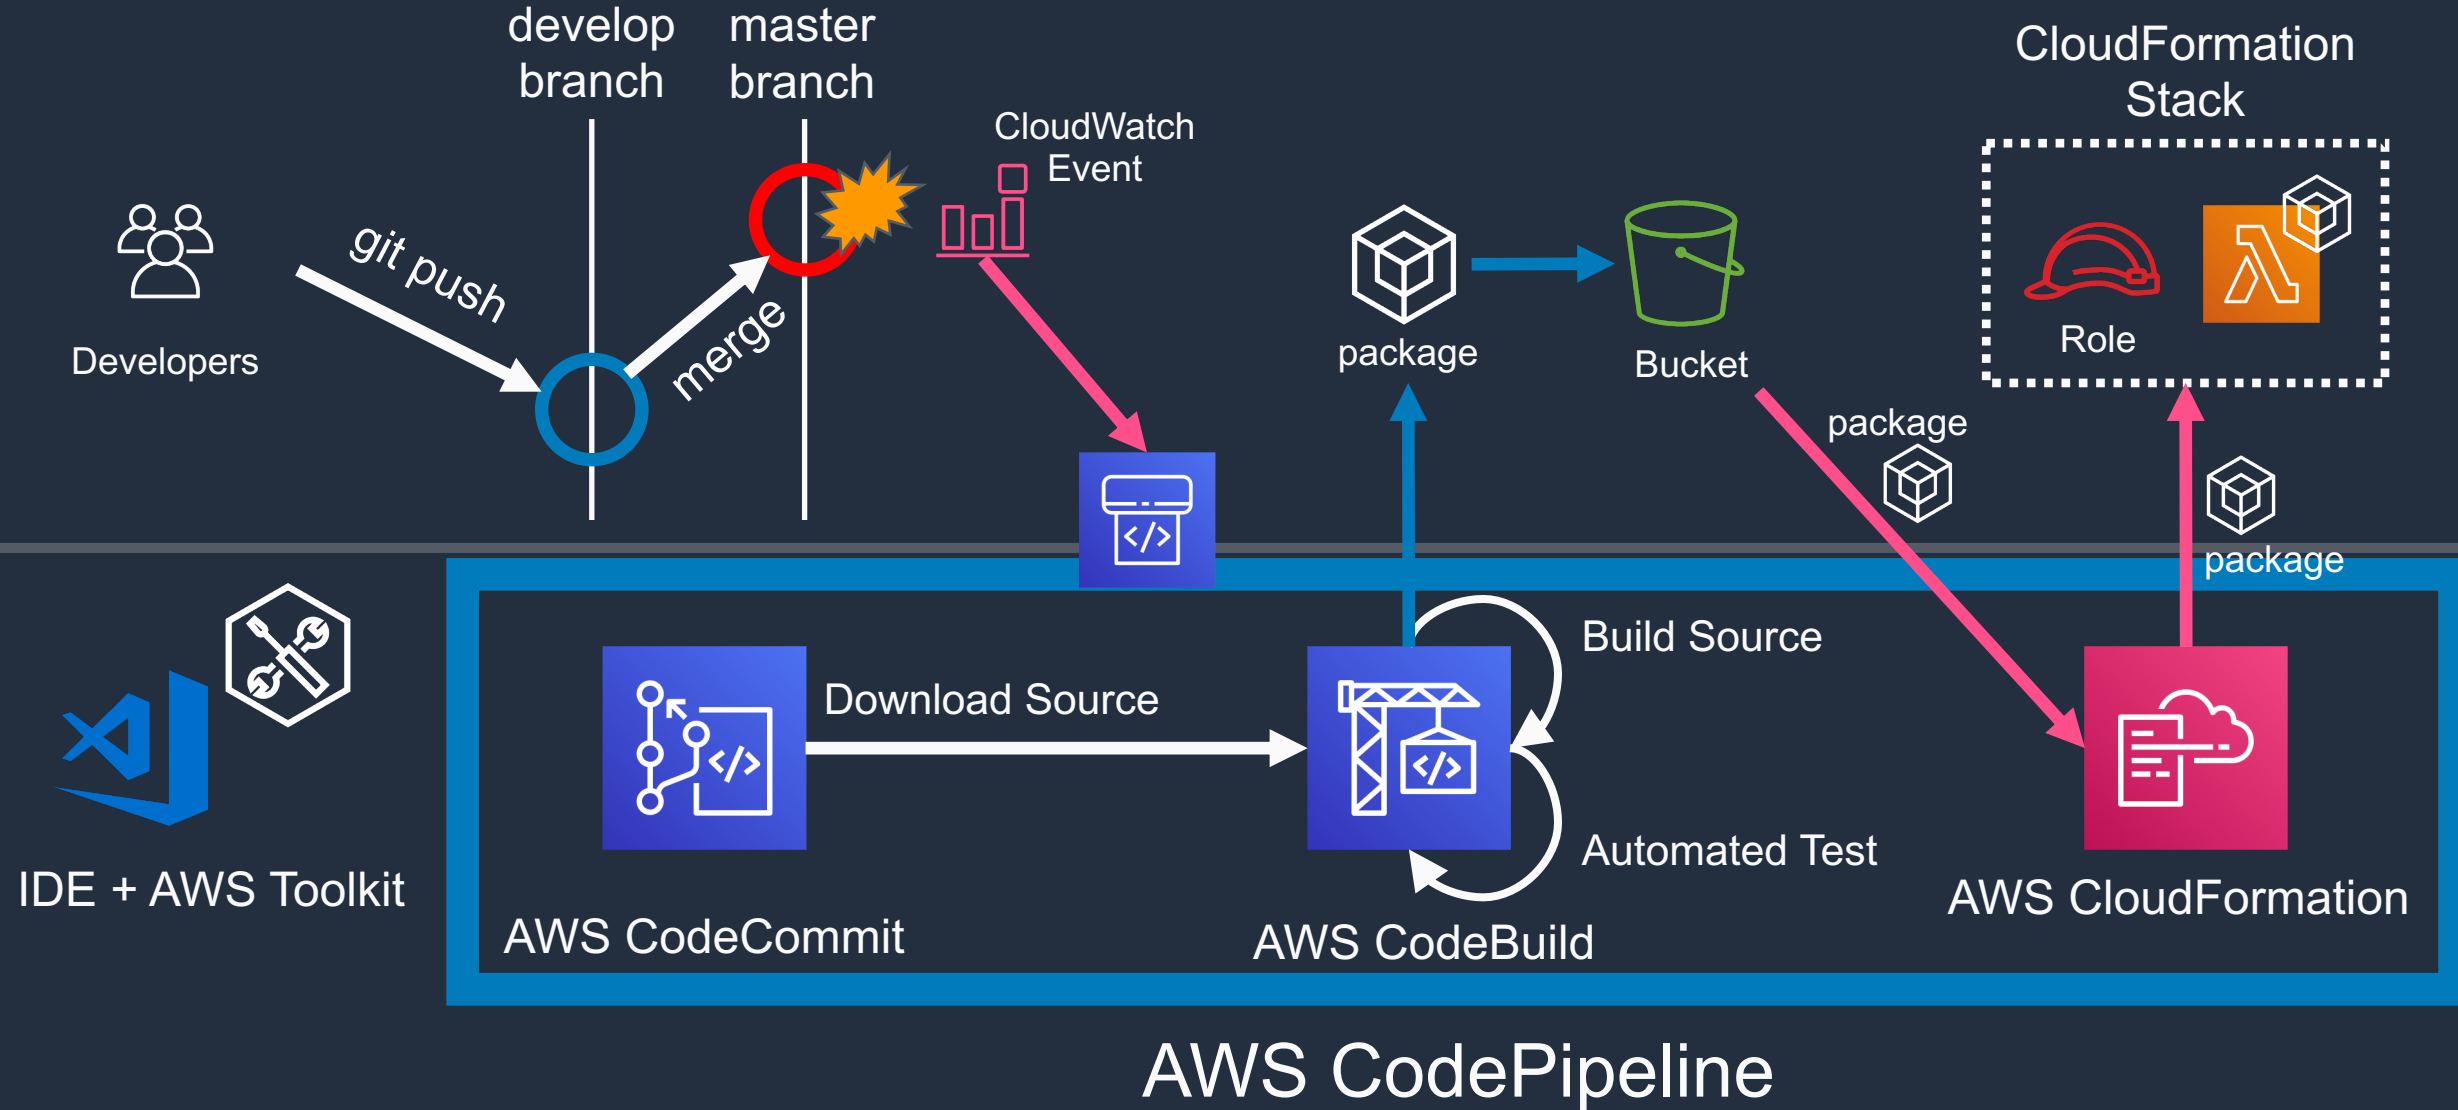 develop
branch
master
branch
CloudWatch
Event
CloudFormation
Stack
git push
merge
Developers
package
Bucket
Role
package
package
</>
IDE + AWS Toolkit
Download Source
Build Source
Automated Test
</>
</>
AWS CodeCommit
AWS CodeBuild
AWS CloudFormation
AWS CodePipeline